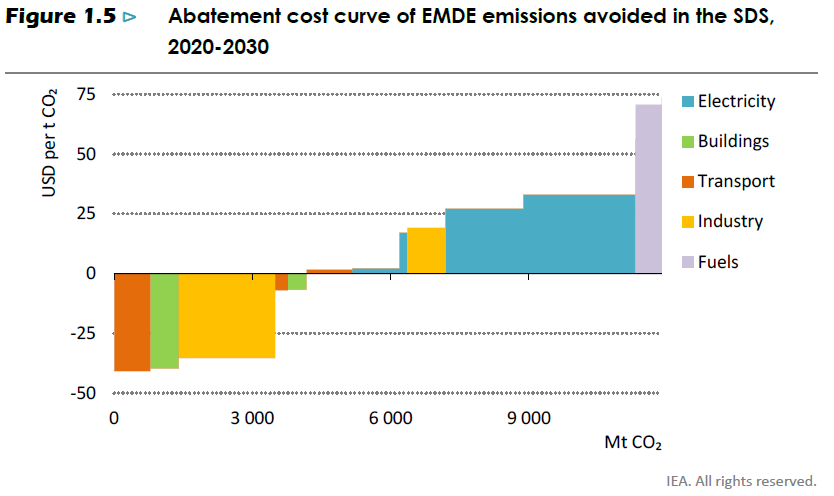 Figure 1.5 ▷ Abatement cost curve of EMDE emissions avoided in the SDS,
2020-2030
USD per t CO₂
75
50
25
0
-25
-50
0 3 000 6 000 9 000
Mt CO₂
Electricity
Buildings
Transport
Industry
Fuels
IEA. All rights reserved.